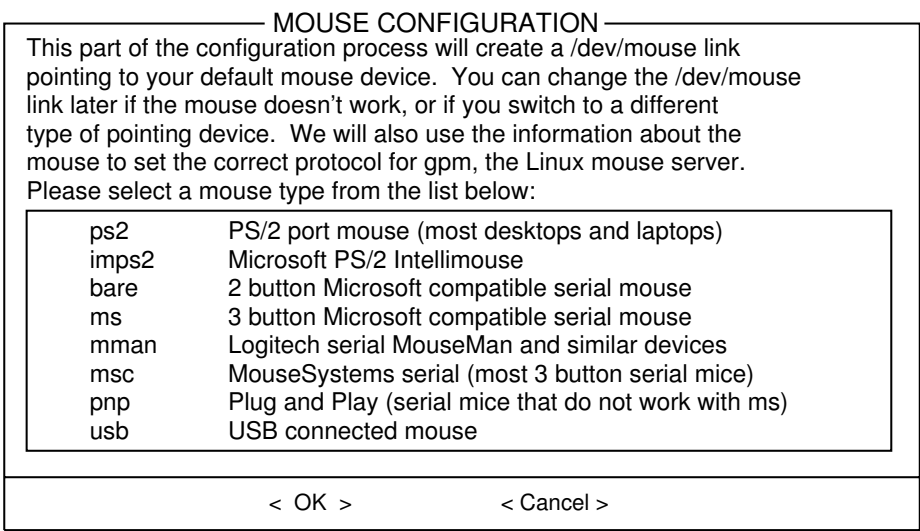 MOUSE CONFIGURATION
This part of the configuration process will create a /dev/mouse link
pointing to your default mouse device.  You can change the /dev/mouse
link later if the mouse doesn't work, or if you switch to a different
type of pointing device.  We will also use the information about the
mouse to set the correct protocol for gpm, the Linux mouse server.
Please select a mouse type from the list below:
ps2 PS/2 port mouse (most desktops and laptops)
imps2 Microsoft PS/2 Intellimouse
bare 2 button Microsoft compatible serial mouse
ms 3 button Microsoft compatible serial mouse
mman Logitech serial MouseMan and similar devices
msc MouseSystems serial (most 3 button serial mice)
pnp Plug and Play (serial mice that do not work with ms)
usb USB connected mouse
< OK > < Cancel >